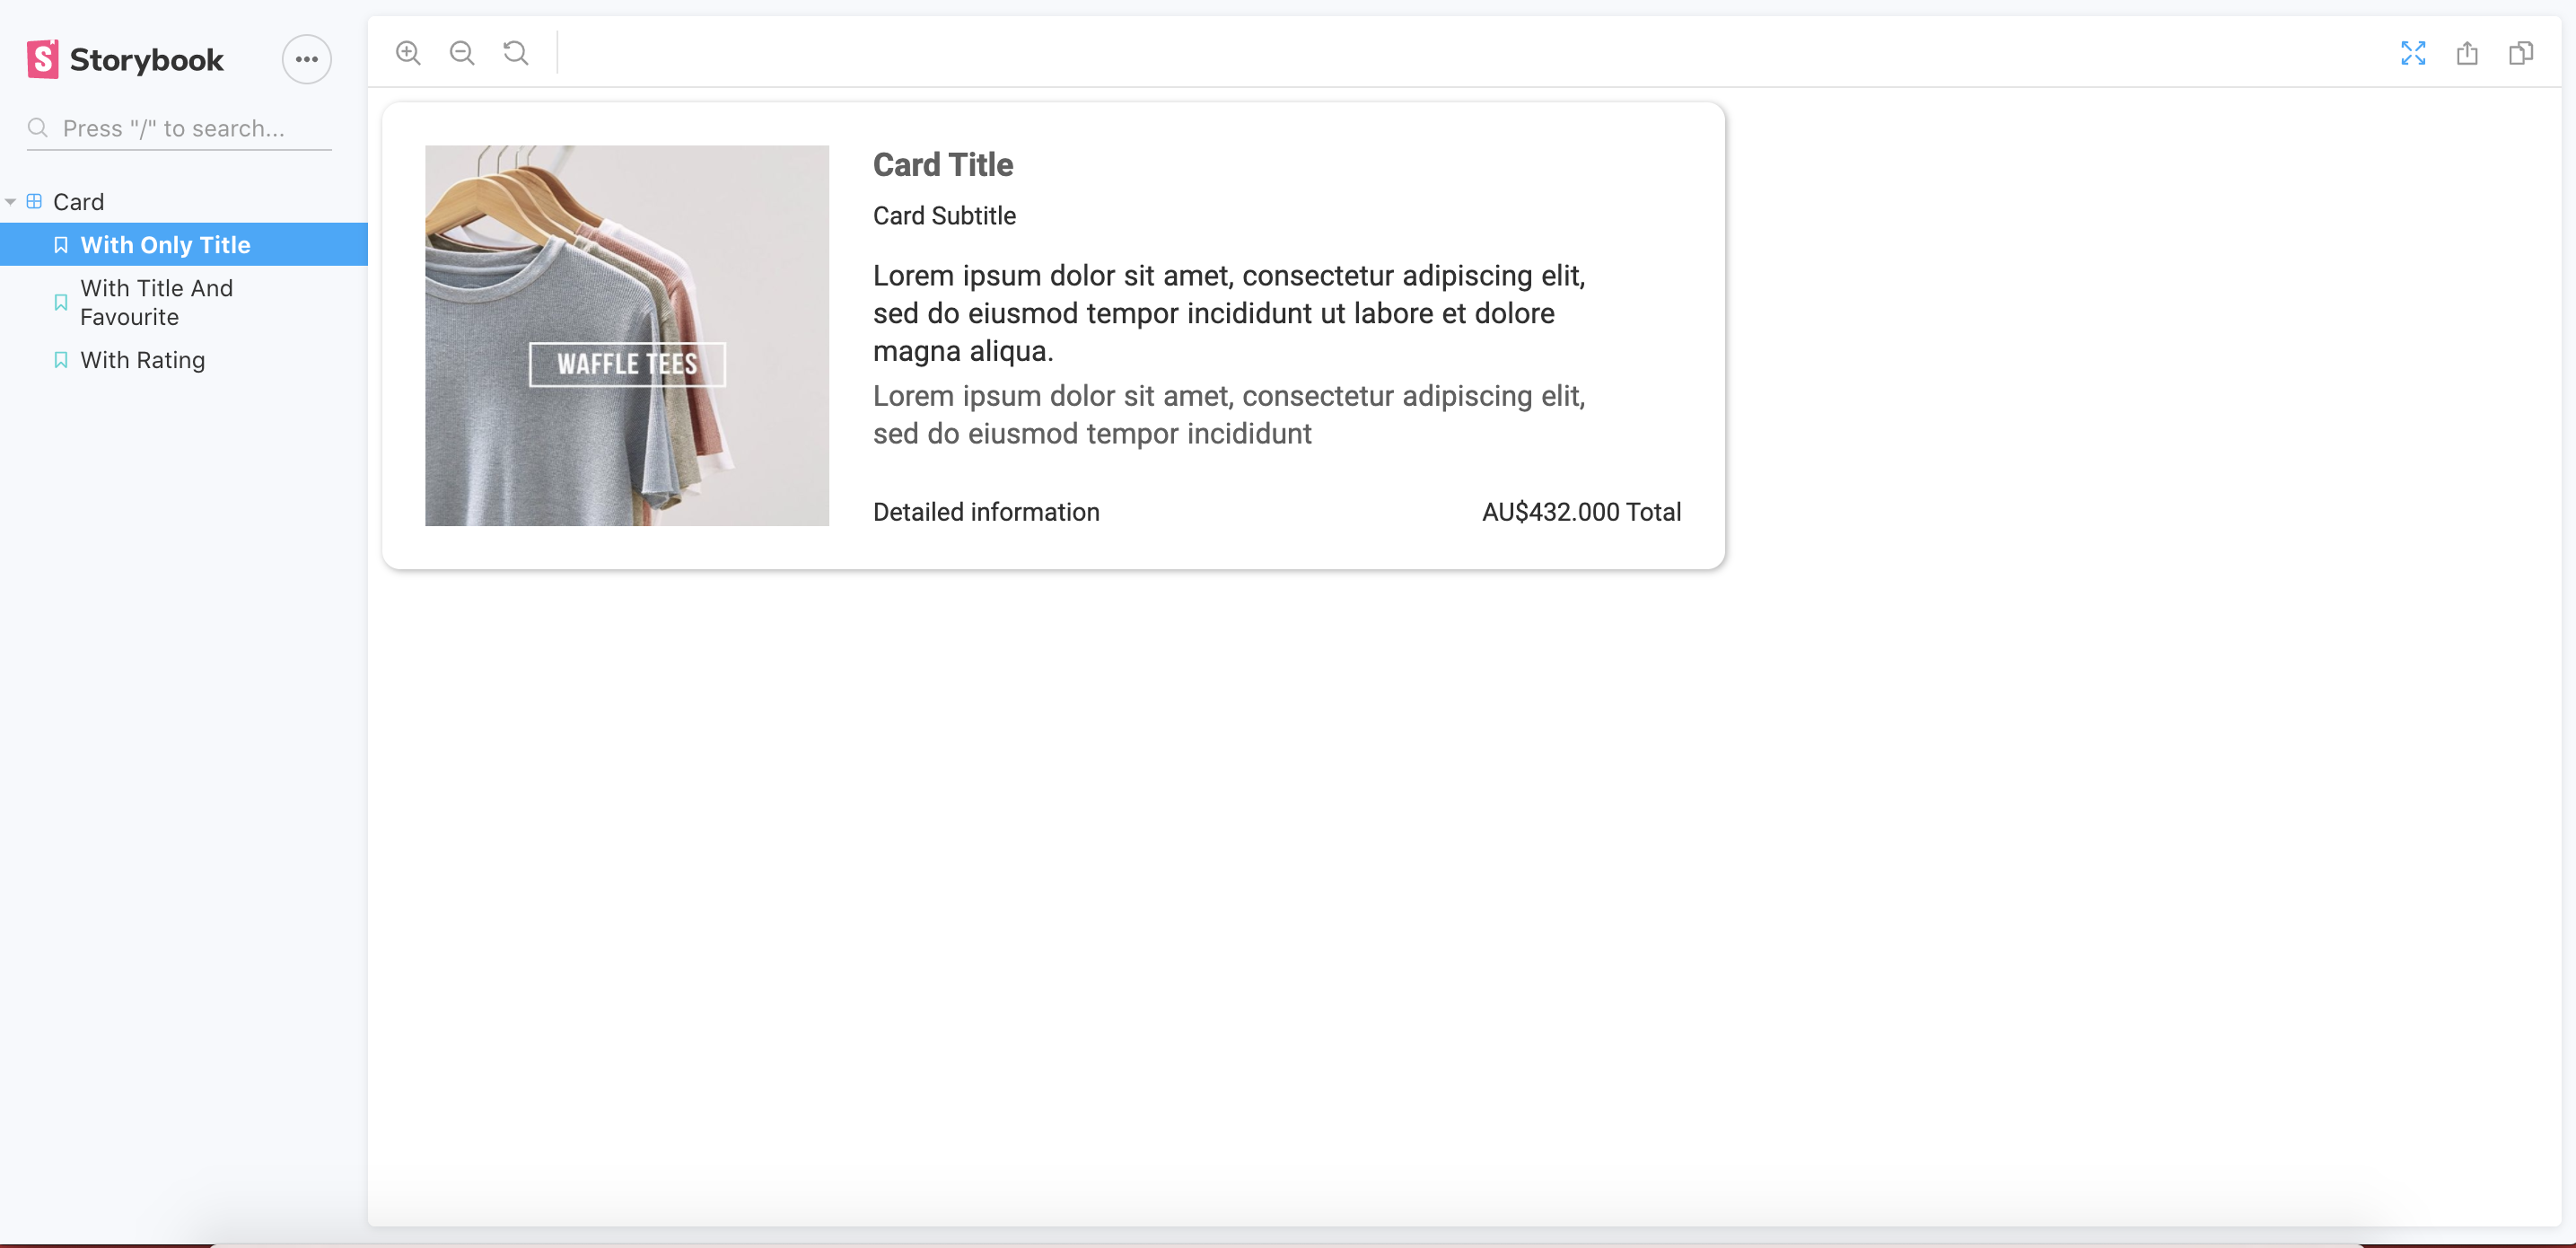 Storybook
Press "/" to search...
Card
With Only Title
With Title And
Favourite
With Rating
WAFFLE TEES
Card Title
Card Subtitle
Lorem ipsum dolor sit amet, consectetur adipiscing elit,
sed do eiusmod tempor incididunt ut labore et dolore
magna aliqua.
Lorem ipsum dolor sit amet, consectetur adipiscing elit,
sed do eiusmod tempor incididunt
Detailed information
AU$432.000 Total